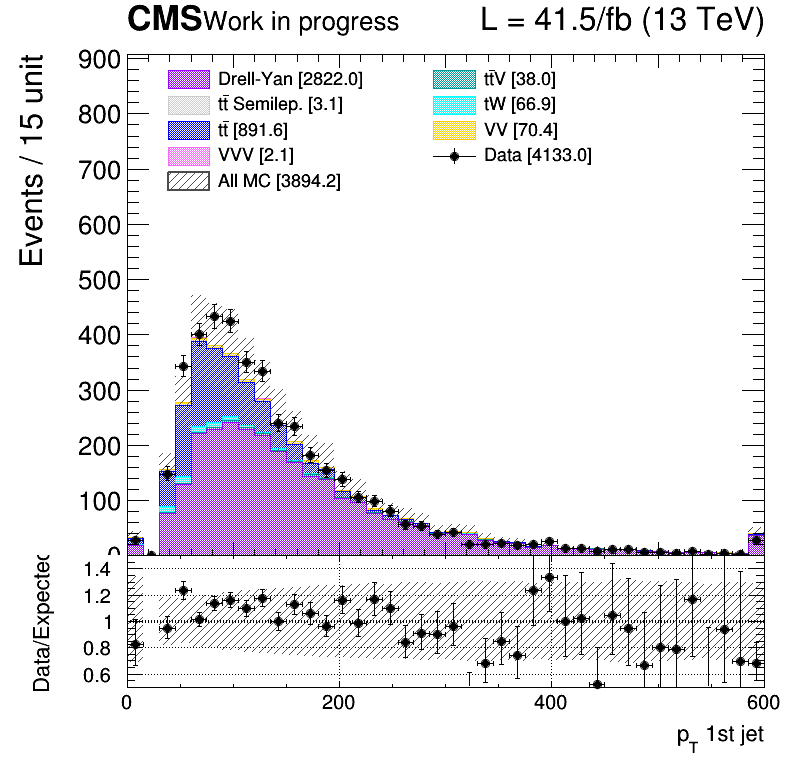 CMS Work in progress L = 41.5/fb (13 TeV)
Events / 15 unit
900
800
700
600
500
400
300
200
100
0
Drell-Yan [2822.0]
tt̄ Semilep. [3.1]
tt̄ [891.6]
VVV [2.1]
All MC [3894.2]
tt̄V [38.0]
tW [66.9]
VV [70.4]
Data [4133.0]
Data/Expected
1.4
1.2
1
0.8
0.6
0 200 400 600
p_T 1st jet